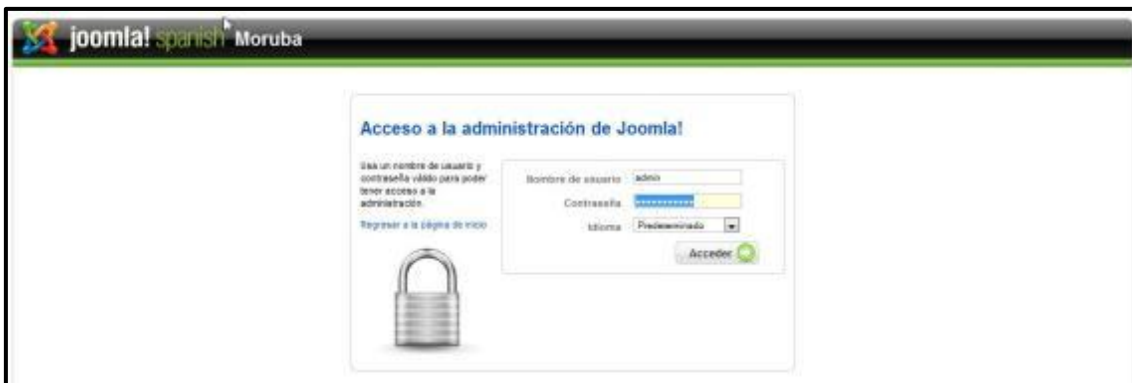 joomla! spanish Moruba
Acceso a la administración de Joomla!
Usa un nombre de usuario y
contraseña válido para poder
tener acceso a la
administración.
Regresar a la página de inicio
Nombre de usuario admin
Contraseña •••••••••••
Idioma Predeterminado
Acceder